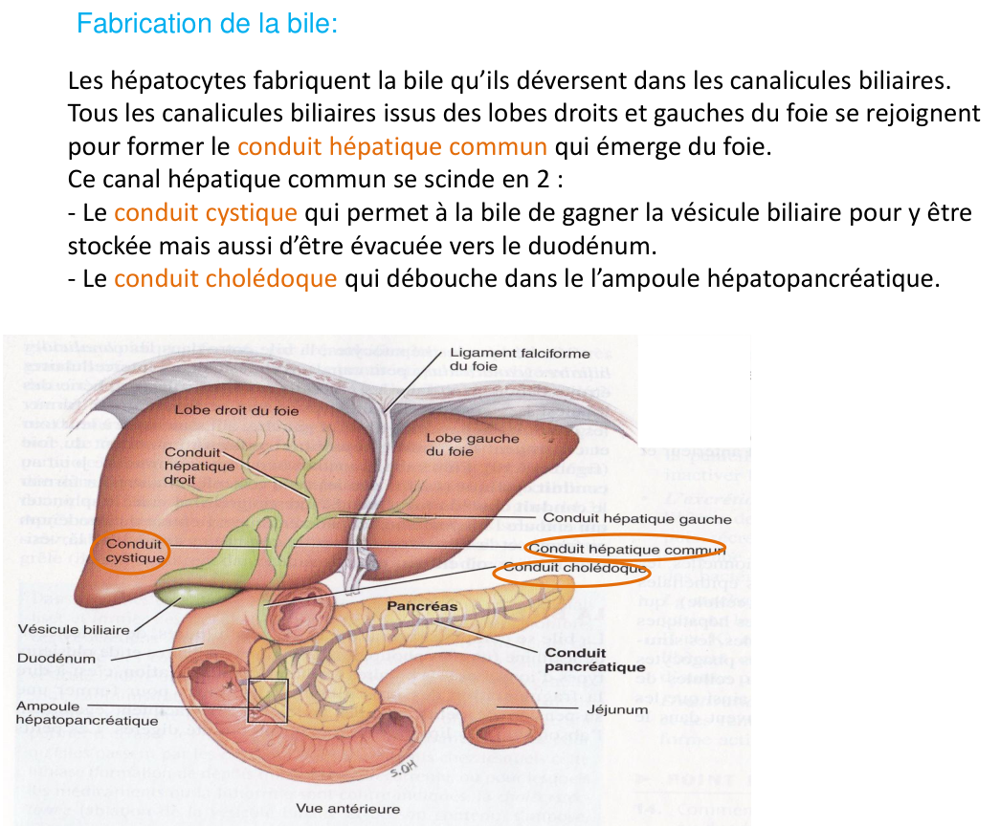 Fabrication de la bile:
Les hépatocytes fabriquent la bile qu’ils déversent dans les canalicules biliaires.
Tous les canalicules biliaires issus des lobes droits et gauches du foie se rejoignent
pour former le conduit hépatique commun qui émerge du foie.
Ce canal hépatique commun se scinde en 2 :
- Le conduit cystique qui permet à la bile de gagner la vésicule biliaire pour y être
stockée mais aussi d’être évacuée vers le duodénum.
- Le conduit cholédoque qui débouche dans le l’ampoule hépatopancréatique.
Ligament falciforme
du foie
Lobe droit du foie
Lobe gauche
du foie
Conduit
hépatique
droit
Conduit hépatique gauche
Conduit
cystique
Conduit hépatique commun
Conduit cholédoque
Pancréas
Vésicule biliaire
Duodénum
Conduit
pancréatique
Ampoule
hépatopancréatique
Jéjunum
Vue antérieure